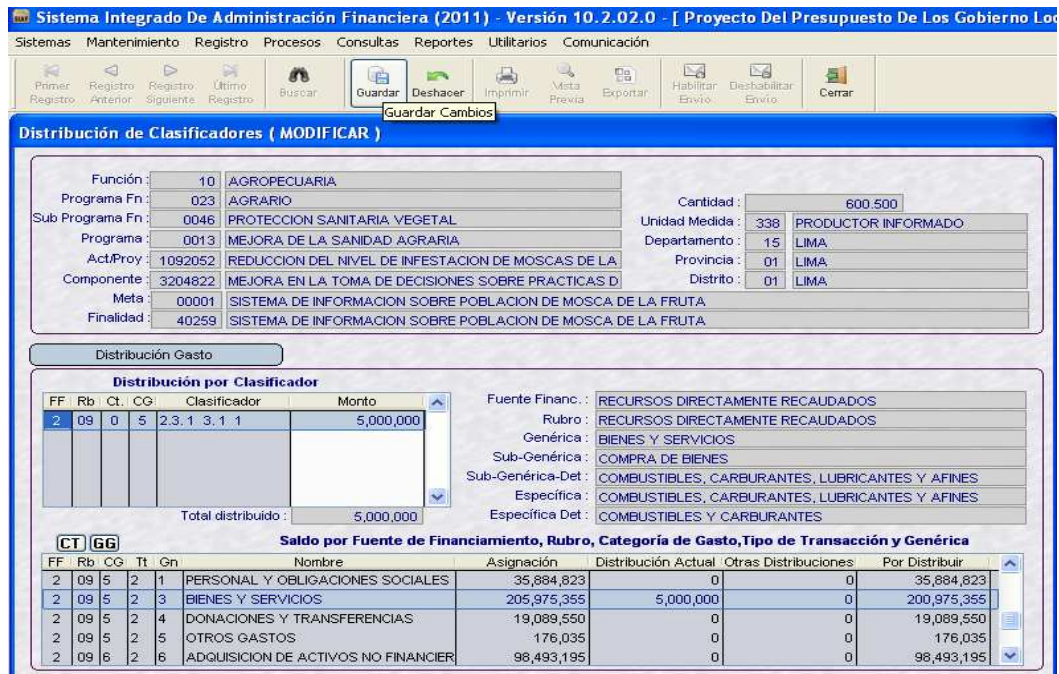 Sistema Integrado De Administración Financiera (2011) - Versión 10.2.02.0 - [ Proyecto Del Presupuesto De Los Gobierno Loc
Sistemas Mantenimiento Registro Procesos Consultas Reportes Utilitarios Comunicación
Primer Registro Registro Anterior Registro Siguiente Último Registro Buscar Guardar Deshacer Imprimir Vista Previa Exportar Habilitar Envio Deshabilitar Envio Cerrar
Guardar Cambios
Distribución de Clasificadores ( MODIFICAR )
Función : 10 AGROPECUARIA
Programa Fn : 023 AGRARIO Cantidad : 600.500
Sub Programa Fn : 0046 PROTECCION SANITARIA VEGETAL Unidad Medida : 338 PRODUCTOR INFORMADO
Programa : 0013 MEJORA DE LA SANIDAD AGRARIA Departamento : 15 LIMA
Act/Proy : 1092052 REDUCCION DEL NIVEL DE INFESTACION DE MOSCAS DE LA Provincia : 01 LIMA
Componente : 3204822 MEJORA EN LA TOMA DE DECISIONES SOBRE PRACTICAS D Distrito : 01 LIMA
Meta : 00001 SISTEMA DE INFORMACION SOBRE POBLACION DE MOSCA DE LA FRUTA
Finalidad : 40259 SISTEMA DE INFORMACION SOBRE POBLACION DE MOSCA DE LA FRUTA
Distribución Gasto
Distribución por Clasificador
FF Rb Ct. CG Clasificador Monto
2 09 0 5 2.3. 1 3. 1 1 5,000,000
Total distribuido : 5,000,000
Fuente Financ. : RECURSOS DIRECTAMENTE RECAUDADOS
Rubro : RECURSOS DIRECTAMENTE RECAUDADOS
Genérica : BIENES Y SERVICIOS
Sub-Genérica : COMPRA DE BIENES
Sub-Genérica-Det : COMBUSTIBLES, CARBURANTES, LUBRICANTES Y AFINES
Específica : COMBUSTIBLES, CARBURANTES, LUBRICANTES Y AFINES
Específica Det : COMBUSTIBLES Y CARBURANTES
CT GG Saldo por Fuente de Financiamiento, Rubro, Categoría de Gasto,Tipo de Transacción y Genérica
FF Rb CG Tt Gn Nombre Asignación Distribución Actual Otras Distribuciones Por Distribuir
2 09 5 2 1 PERSONAL Y OBLIGACIONES SOCIALES 35,884,823 0 0 35,884,823
2 09 5 2 3 BIENES Y SERVICIOS 205,975,355 5,000,000 0 200,975,355
2 09 5 2 4 DONACIONES Y TRANSFERENCIAS 19,089,550 0 0 19,089,550
2 09 5 2 5 OTROS GASTOS 176,035 0 0 176,035
2 09 6 2 6 ADQUISICION DE ACTIVOS NO FINANCIER 98,493,195 0 0 98,493,195